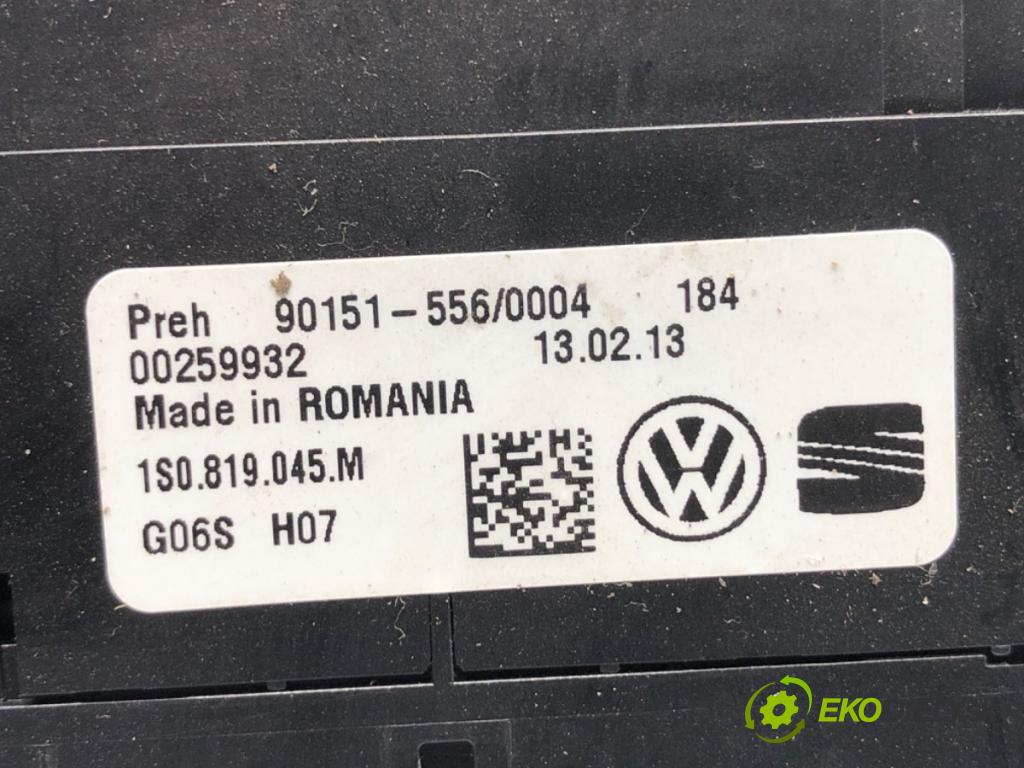 Preh 90151-556/0004 184
00259932 13.02.13
Made in ROMANIA
1S0.819.045.M
G06S H07
EKO